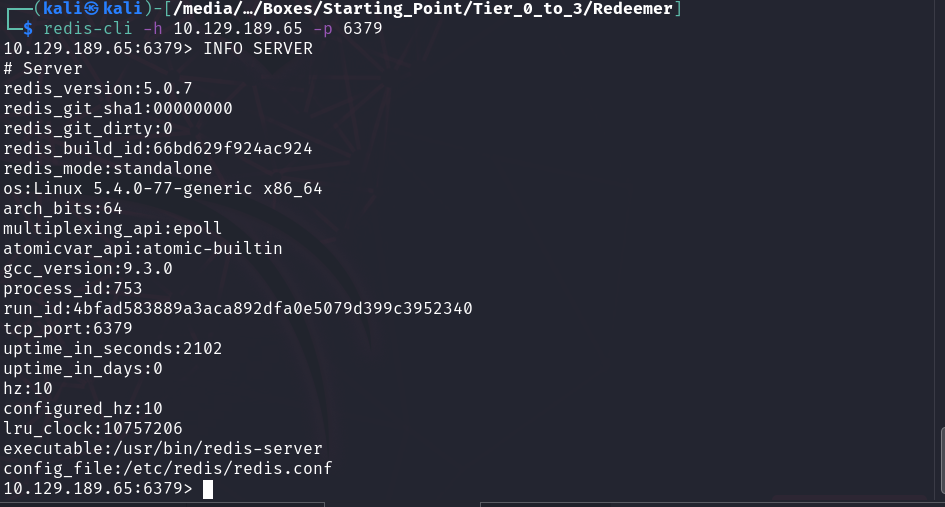 ┌──(kali㉿kali)-[/media/…/Boxes/Starting_Point/Tier_0_to_3/Redeemer]
└─$ redis-cli -h 10.129.189.65 -p 6379
10.129.189.65:6379> INFO SERVER
# Server
redis_version:5.0.7
redis_git_sha1:00000000
redis_git_dirty:0
redis_build_id:66bd629f924ac924
redis_mode:standalone
os:Linux 5.4.0-77-generic x86_64
arch_bits:64
multiplexing_api:epoll
atomicvar_api:atomic-builtin
gcc_version:9.3.0
process_id:753
run_id:4bfad583889a3aca892dfa0e5079d399c3952340
tcp_port:6379
uptime_in_seconds:2102
uptime_in_days:0
hz:10
configured_hz:10
lru_clock:10757206
executable:/usr/bin/redis-server
config_file:/etc/redis/redis.conf
10.129.189.65:6379>